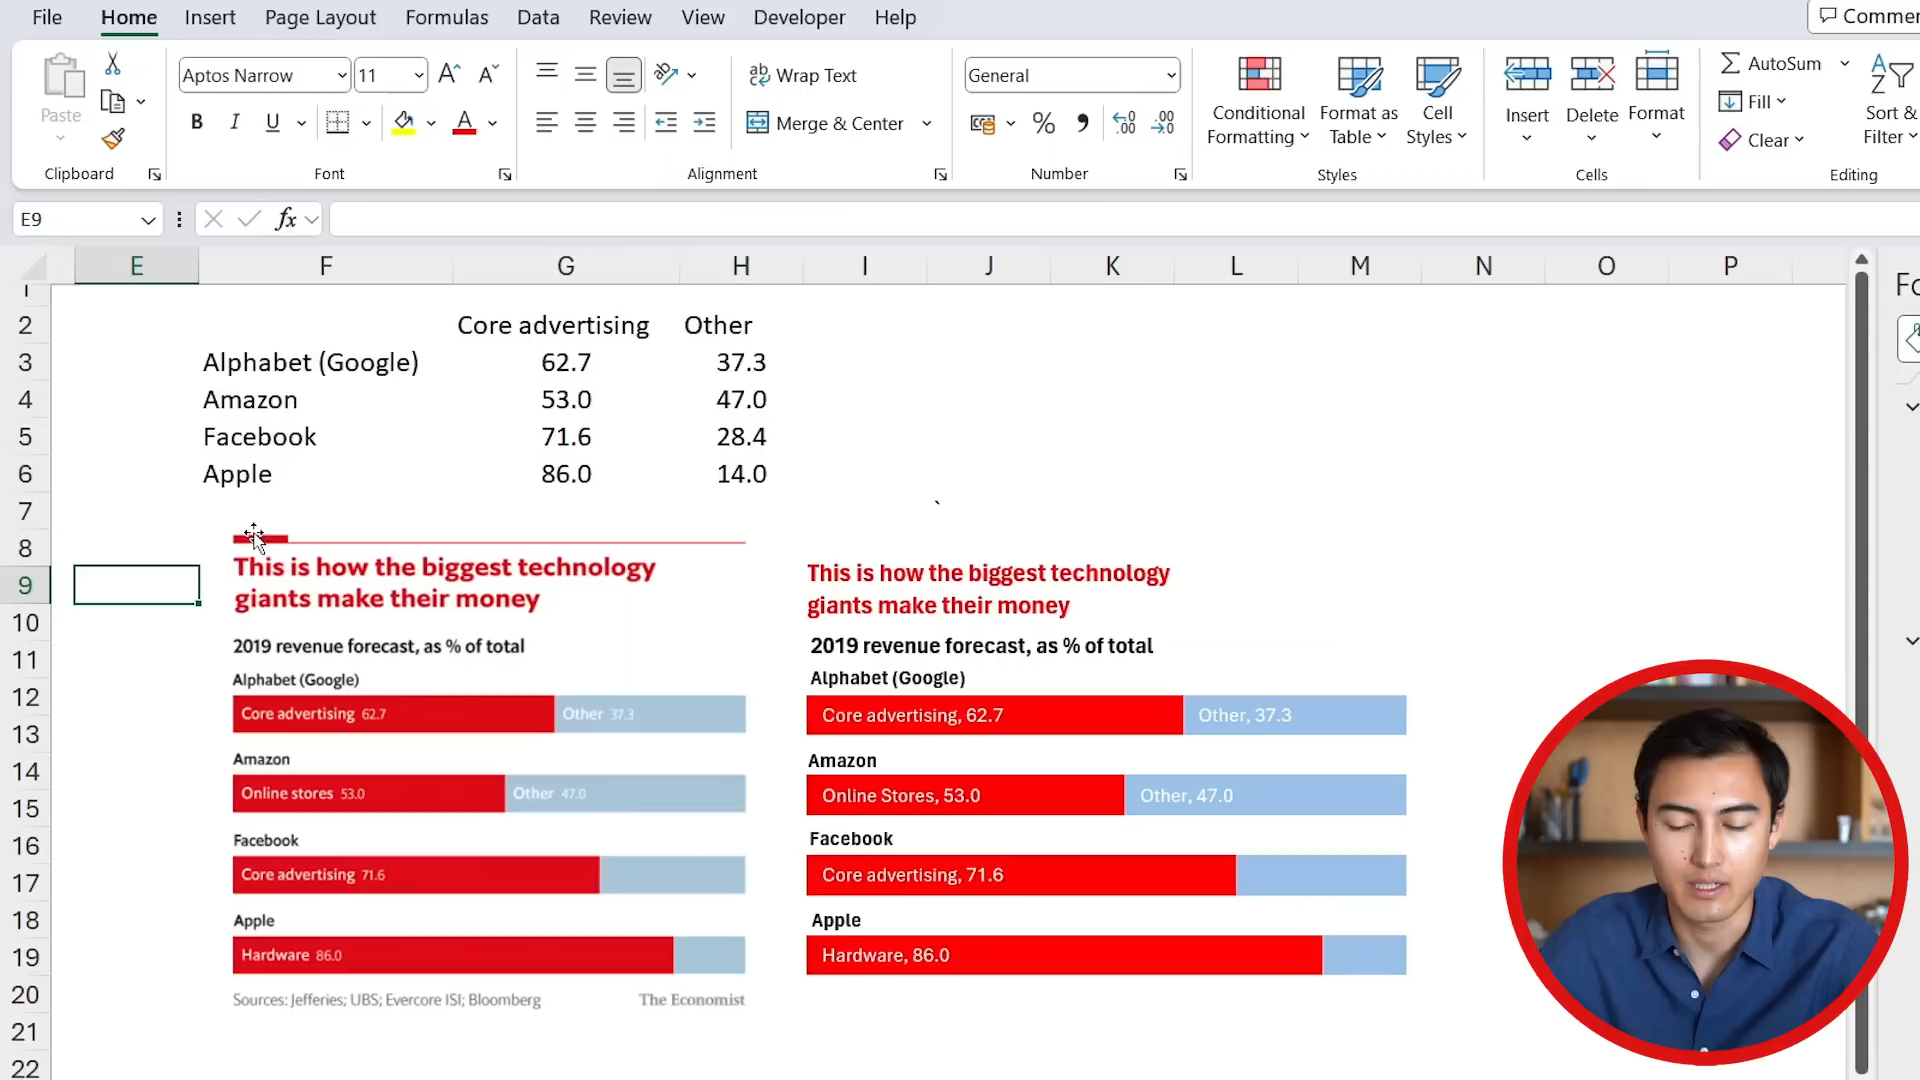 File Home Insert Page Layout Formulas Data Review View Developer Help
Paste
Clipboard
Aptos Narrow 11
B I U
Font
Wrap Text
Merge & Center
Alignment
General
Number
Conditional Formatting
Format as Table
Cell Styles
Styles
Insert Delete Format
Cells
AutoSum
Fill
Clear
Sort & Filter
Editing
E9 fx
E F G H I J K L M N O P
2 Core advertising Other
3 Alphabet (Google) 62.7 37.3
4 Amazon 53.0 47.0
5 Facebook 71.6 28.4
6 Apple 86.0 14.0
7
8
9
10
11
12
13
14
15
16
17
18
19
20
21
22
This is how the biggest technology
giants make their money
2019 revenue forecast, as % of total
Alphabet (Google)
Core advertising 62.7 Other 37.3
Amazon
Online stores 53.0 Other 47.0
Facebook
Core advertising 71.6
Apple
Hardware 86.0
Sources: Jefferies; UBS; Evercore ISI; Bloomberg The Economist
This is how the biggest technology
giants make their money
2019 revenue forecast, as % of total
Alphabet (Google)
Core advertising, 62.7 Other, 37.3
Amazon
Online Stores, 53.0 Other, 47.0
Facebook
Core advertising, 71.6
Apple
Hardware, 86.0